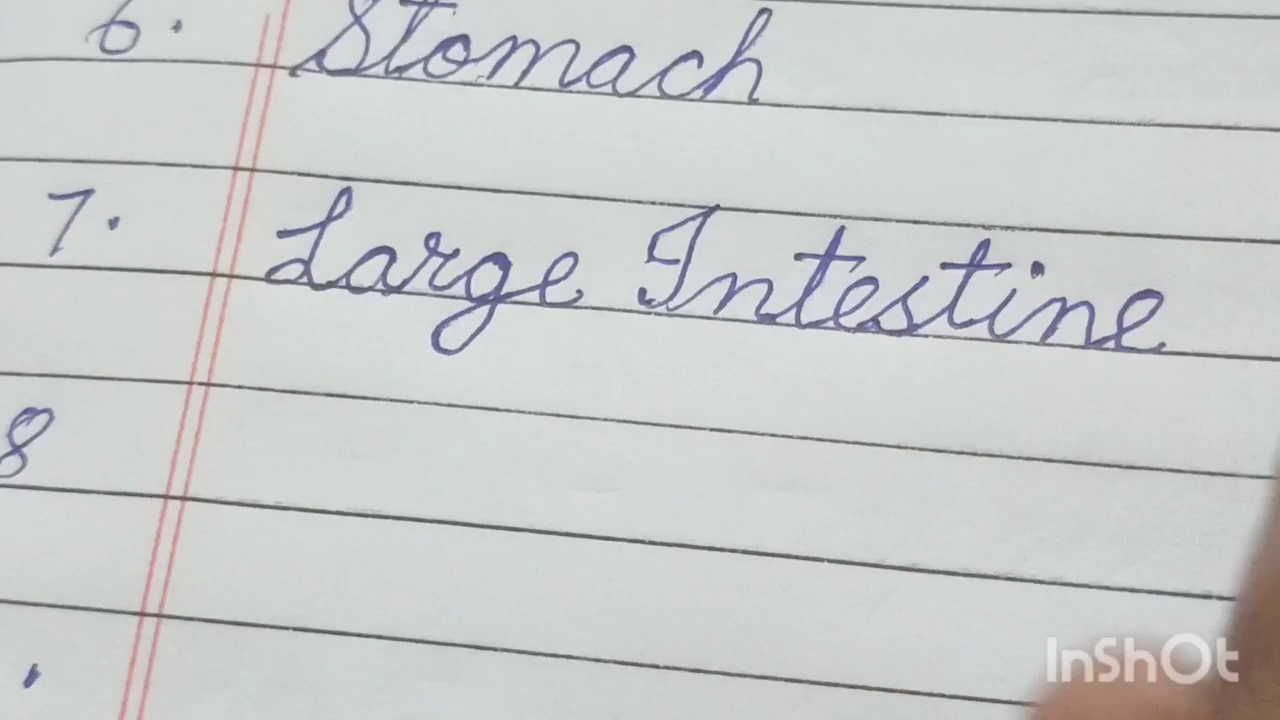 6. Stomach
7. Large Intestine
8
.
InShOt